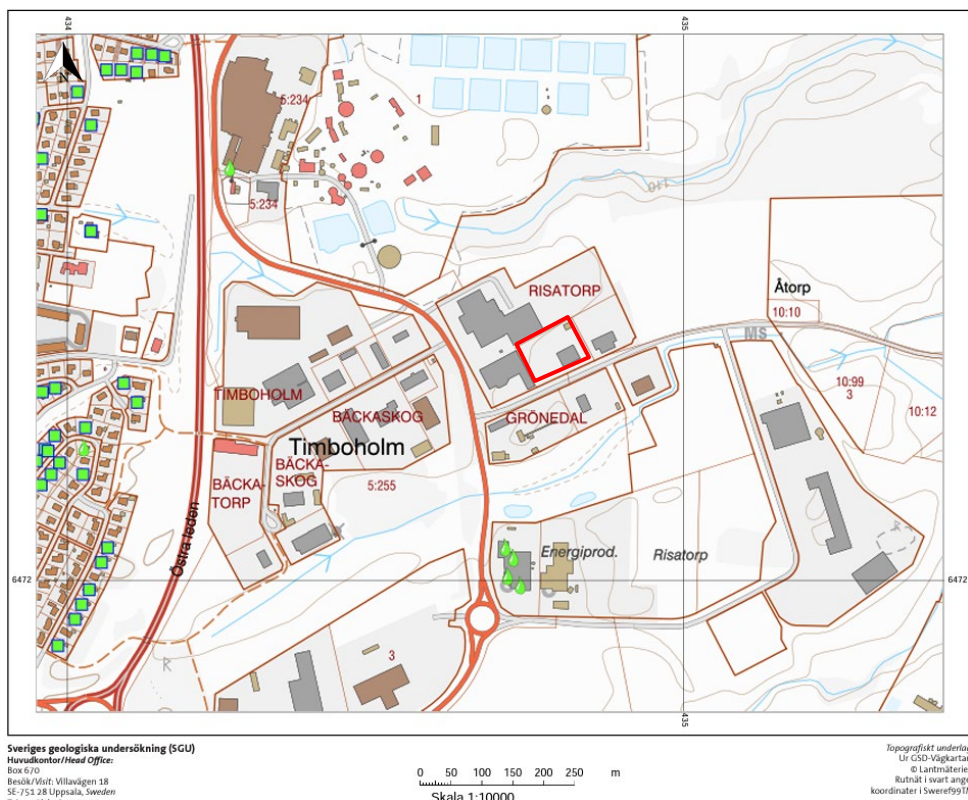 434
435
N
5:234
1
5:234
RISATORP
Åtorp
10:10
MS
10:99
3
10:12
TIMBOHOLM
BÄCKASKOG
GRÖNEDAL
Timboholm
BÄCKA-
SKOG
5:255
BÄCKA-
TORP
Östra leden
Energiprod.
Risatorp
6472
6472
R
3
435
Sveriges geologiska undersökning (SGU)
Huvudkontor/Head Office:
Box 670
Besök/Visit: Villavägen 18
SE-751 28 Uppsala, Sweden
0 50 100 150 200 250 m
Skala 1:10000
Topografiskt underlag
Ur GSD-Vägkartan
© Lantmäteriet
Rutnät i svart ange
koordinater i Sweref99TM